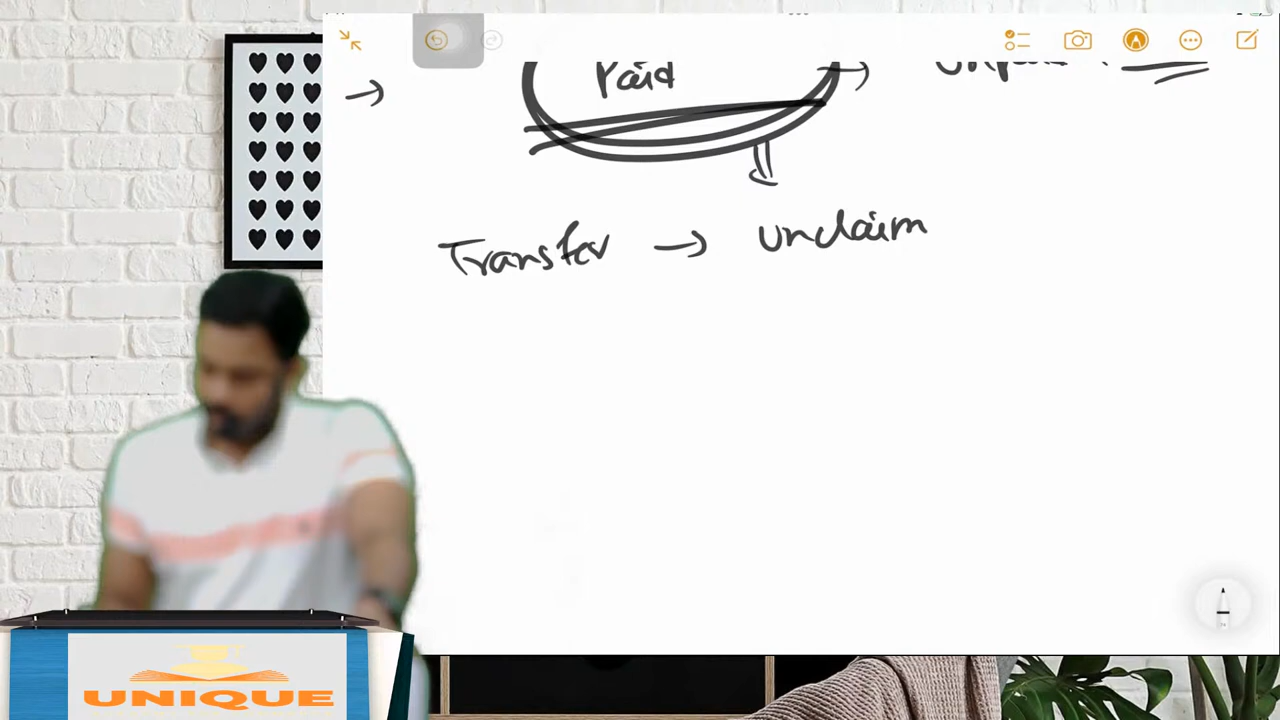 → Paid →
Transfer → unclaim
UNIQUE